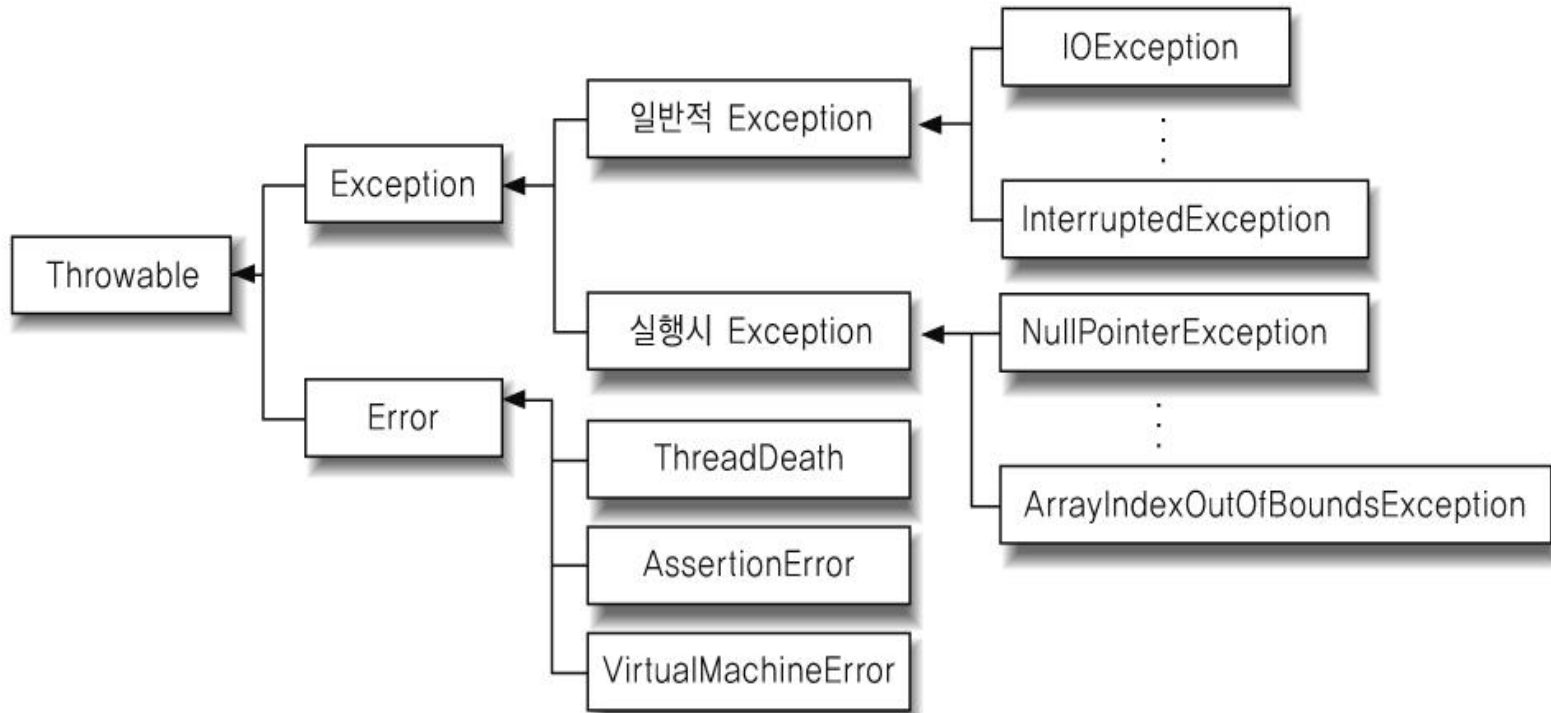 IOException
일반적 Exception
Exception
InterruptedException
Throwable
실행시 Exception
NullPointerException
Error
ThreadDeath
ArrayIndexOutOfBoundsException
AssertionError
VirtualMachineError